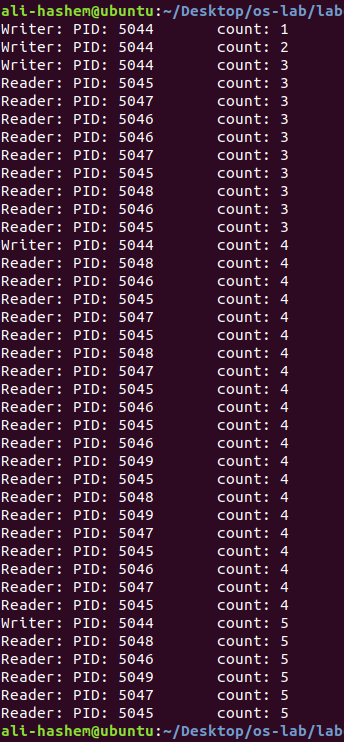 ali-hashem@ubuntu:~/Desktop/os-lab/lab
Writer: PID: 5044 count: 1
Writer: PID: 5044 count: 2
Writer: PID: 5044 count: 3
Reader: PID: 5045 count: 3
Reader: PID: 5047 count: 3
Reader: PID: 5046 count: 3
Reader: PID: 5046 count: 3
Reader: PID: 5047 count: 3
Reader: PID: 5045 count: 3
Reader: PID: 5048 count: 3
Reader: PID: 5046 count: 3
Reader: PID: 5045 count: 3
Writer: PID: 5044 count: 4
Reader: PID: 5048 count: 4
Reader: PID: 5046 count: 4
Reader: PID: 5045 count: 4
Reader: PID: 5047 count: 4
Reader: PID: 5045 count: 4
Reader: PID: 5048 count: 4
Reader: PID: 5047 count: 4
Reader: PID: 5045 count: 4
Reader: PID: 5046 count: 4
Reader: PID: 5045 count: 4
Reader: PID: 5046 count: 4
Reader: PID: 5049 count: 4
Reader: PID: 5045 count: 4
Reader: PID: 5048 count: 4
Reader: PID: 5049 count: 4
Reader: PID: 5047 count: 4
Reader: PID: 5045 count: 4
Reader: PID: 5046 count: 4
Reader: PID: 5047 count: 4
Reader: PID: 5045 count: 4
Writer: PID: 5044 count: 5
Reader: PID: 5048 count: 5
Reader: PID: 5046 count: 5
Reader: PID: 5049 count: 5
Reader: PID: 5047 count: 5
Reader: PID: 5045 count: 5
ali-hashem@ubuntu:~/Desktop/os-lab/lab